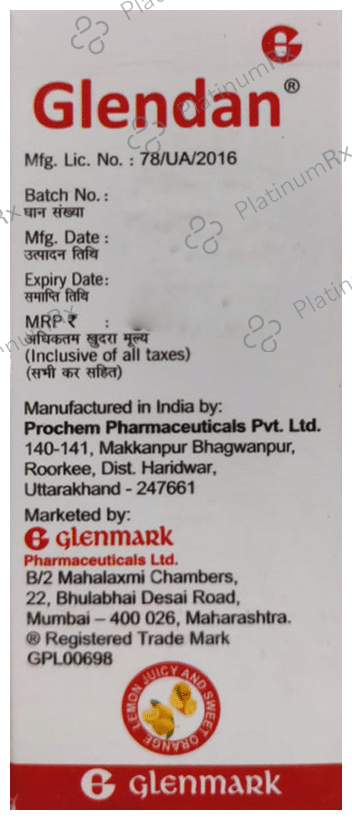 Glendan®
Mfg. Lic. No. : 78/UA/2016
Batch No. :
घान संख्या
Mfg. Date :
उत्पादन तिथि
Expiry Date:
समाप्ति तिथि
MRP ₹ :
अधिकतम खुदरा मूल्य
(Inclusive of all taxes)
(सभी कर सहित)
Manufactured in India by:
Prochem Pharmaceuticals Pvt. Ltd.
140-141, Makkanpur Bhagwanpur,
Roorkee, Dist. Haridwar,
Uttarakhand - 247661
Marketed by:
glenmark
Pharmaceuticals Ltd.
B/2 Mahalaxmi Chambers,
22, Bhulabhai Desai Road,
Mumbai – 400 026, Maharashtra.
® Registered Trade Mark
GPL00698
LEMON JUICY AND SWEET ORANGE
glenmark
PlatinumRx
PlatinumRx
PlatinumRx